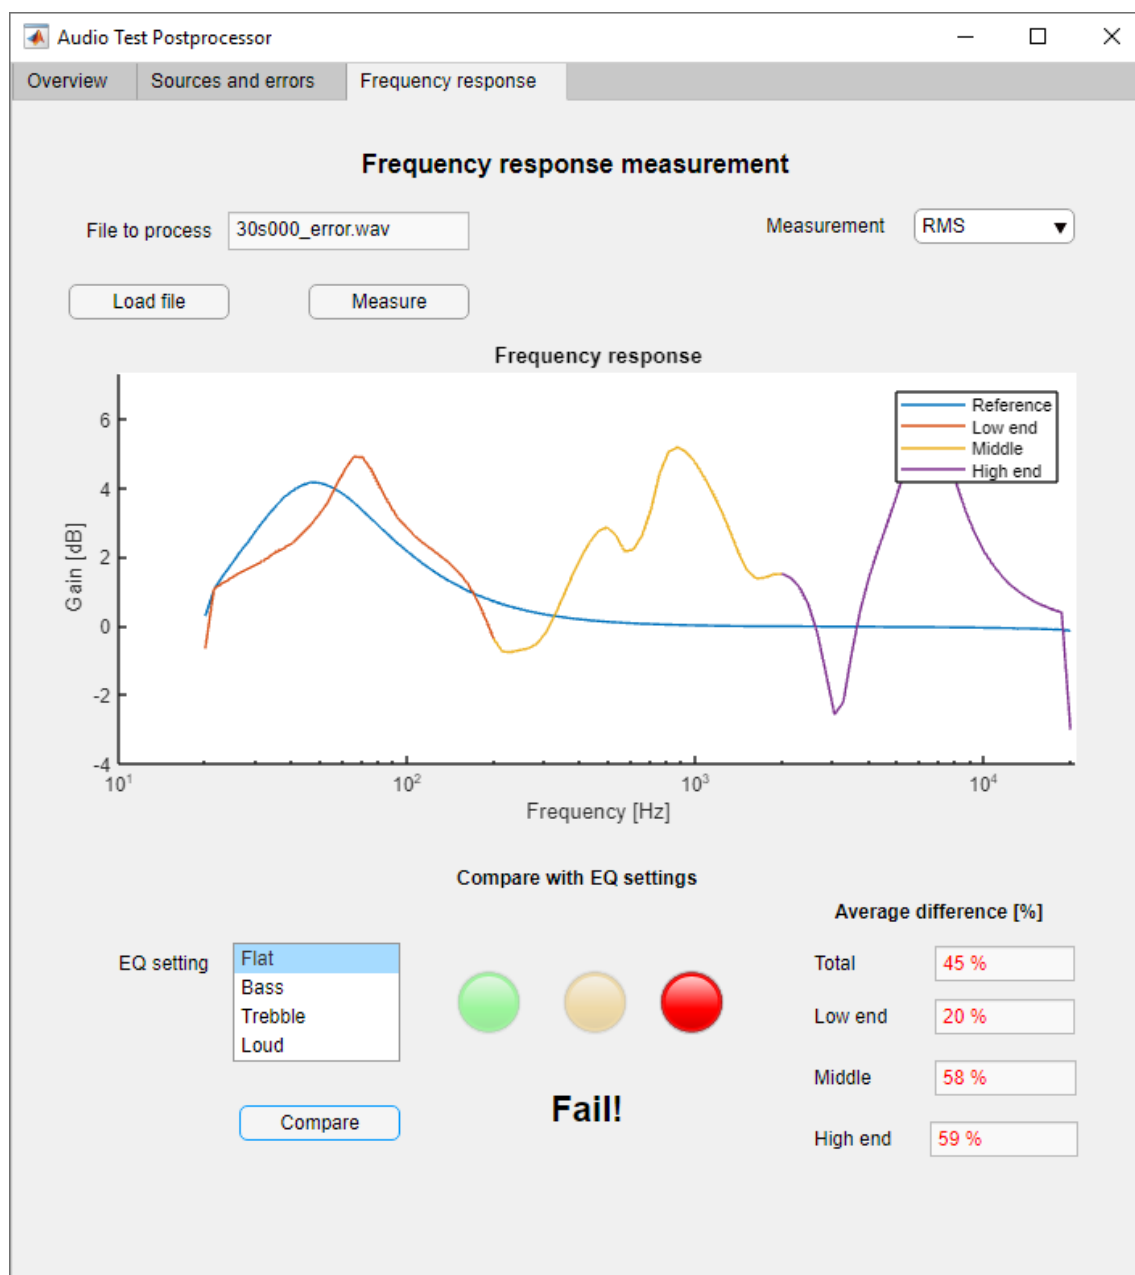 Audio Test Postprocessor
Overview Sources and errors Frequency response
Frequency response measurement
File to process 30s000_error.wav Measurement RMS
Load file Measure
Frequency response
Reference
Low end
Middle
High end
6
4
2
0
-2
-4
Gain [dB]
10¹ 10² 10³ 10⁴
Frequency [Hz]
Compare with EQ settings
Average difference [%]
EQ setting
Flat
Bass
Trebble
Loud
Compare
Fail!
Total 45 %
Low end 20 %
Middle 58 %
High end 59 %